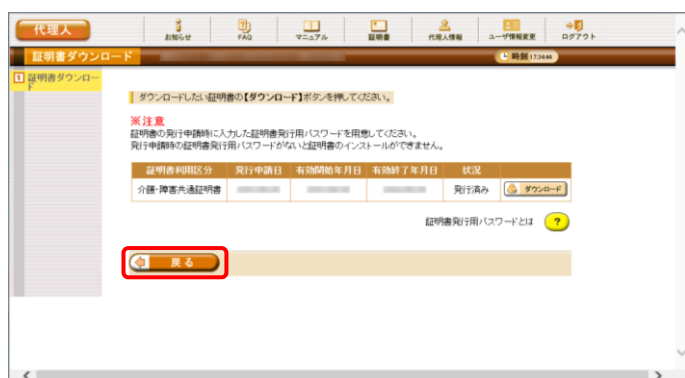 代理人
お知らせ FAQ マニュアル 証明書 代理人情報 ユーザ情報変更 ログアウト
証明書ダウンロード 時刻 17:34:44
1 証明書ダウンロー
ド
ダウンロードしたい証明書の【ダウンロード】ボタンを押してください。
※注意
証明書の発行申請時に入力した証明書発行用パスワードを用意してください。
発行申請時の証明書発行用パスワードがないと証明書のインストールができません。
証明書利用区分 発行申請日 有効開始年月日 有効終了年月日 状況
介護・障害共通証明書 発行済み ダウンロード
証明書発行用パスワードとは ?
戻る